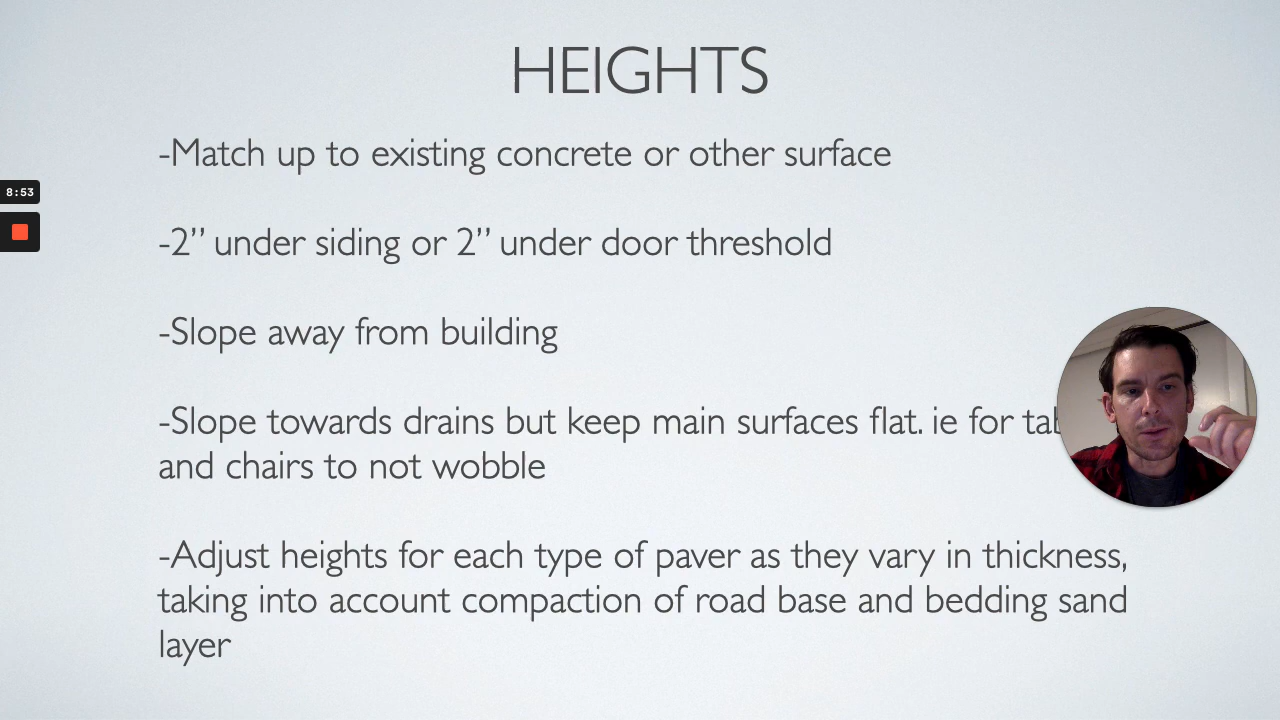 HEIGHTS
-Match up to existing concrete or other surface
8:53
-2” under siding or 2” under door threshold
-Slope away from building
-Slope towards drains but keep main surfaces flat. ie for
and chairs to not wobble
-Adjust heights for each type of paver as they vary in thickness,
taking into account compaction of road base and bedding sand
layer